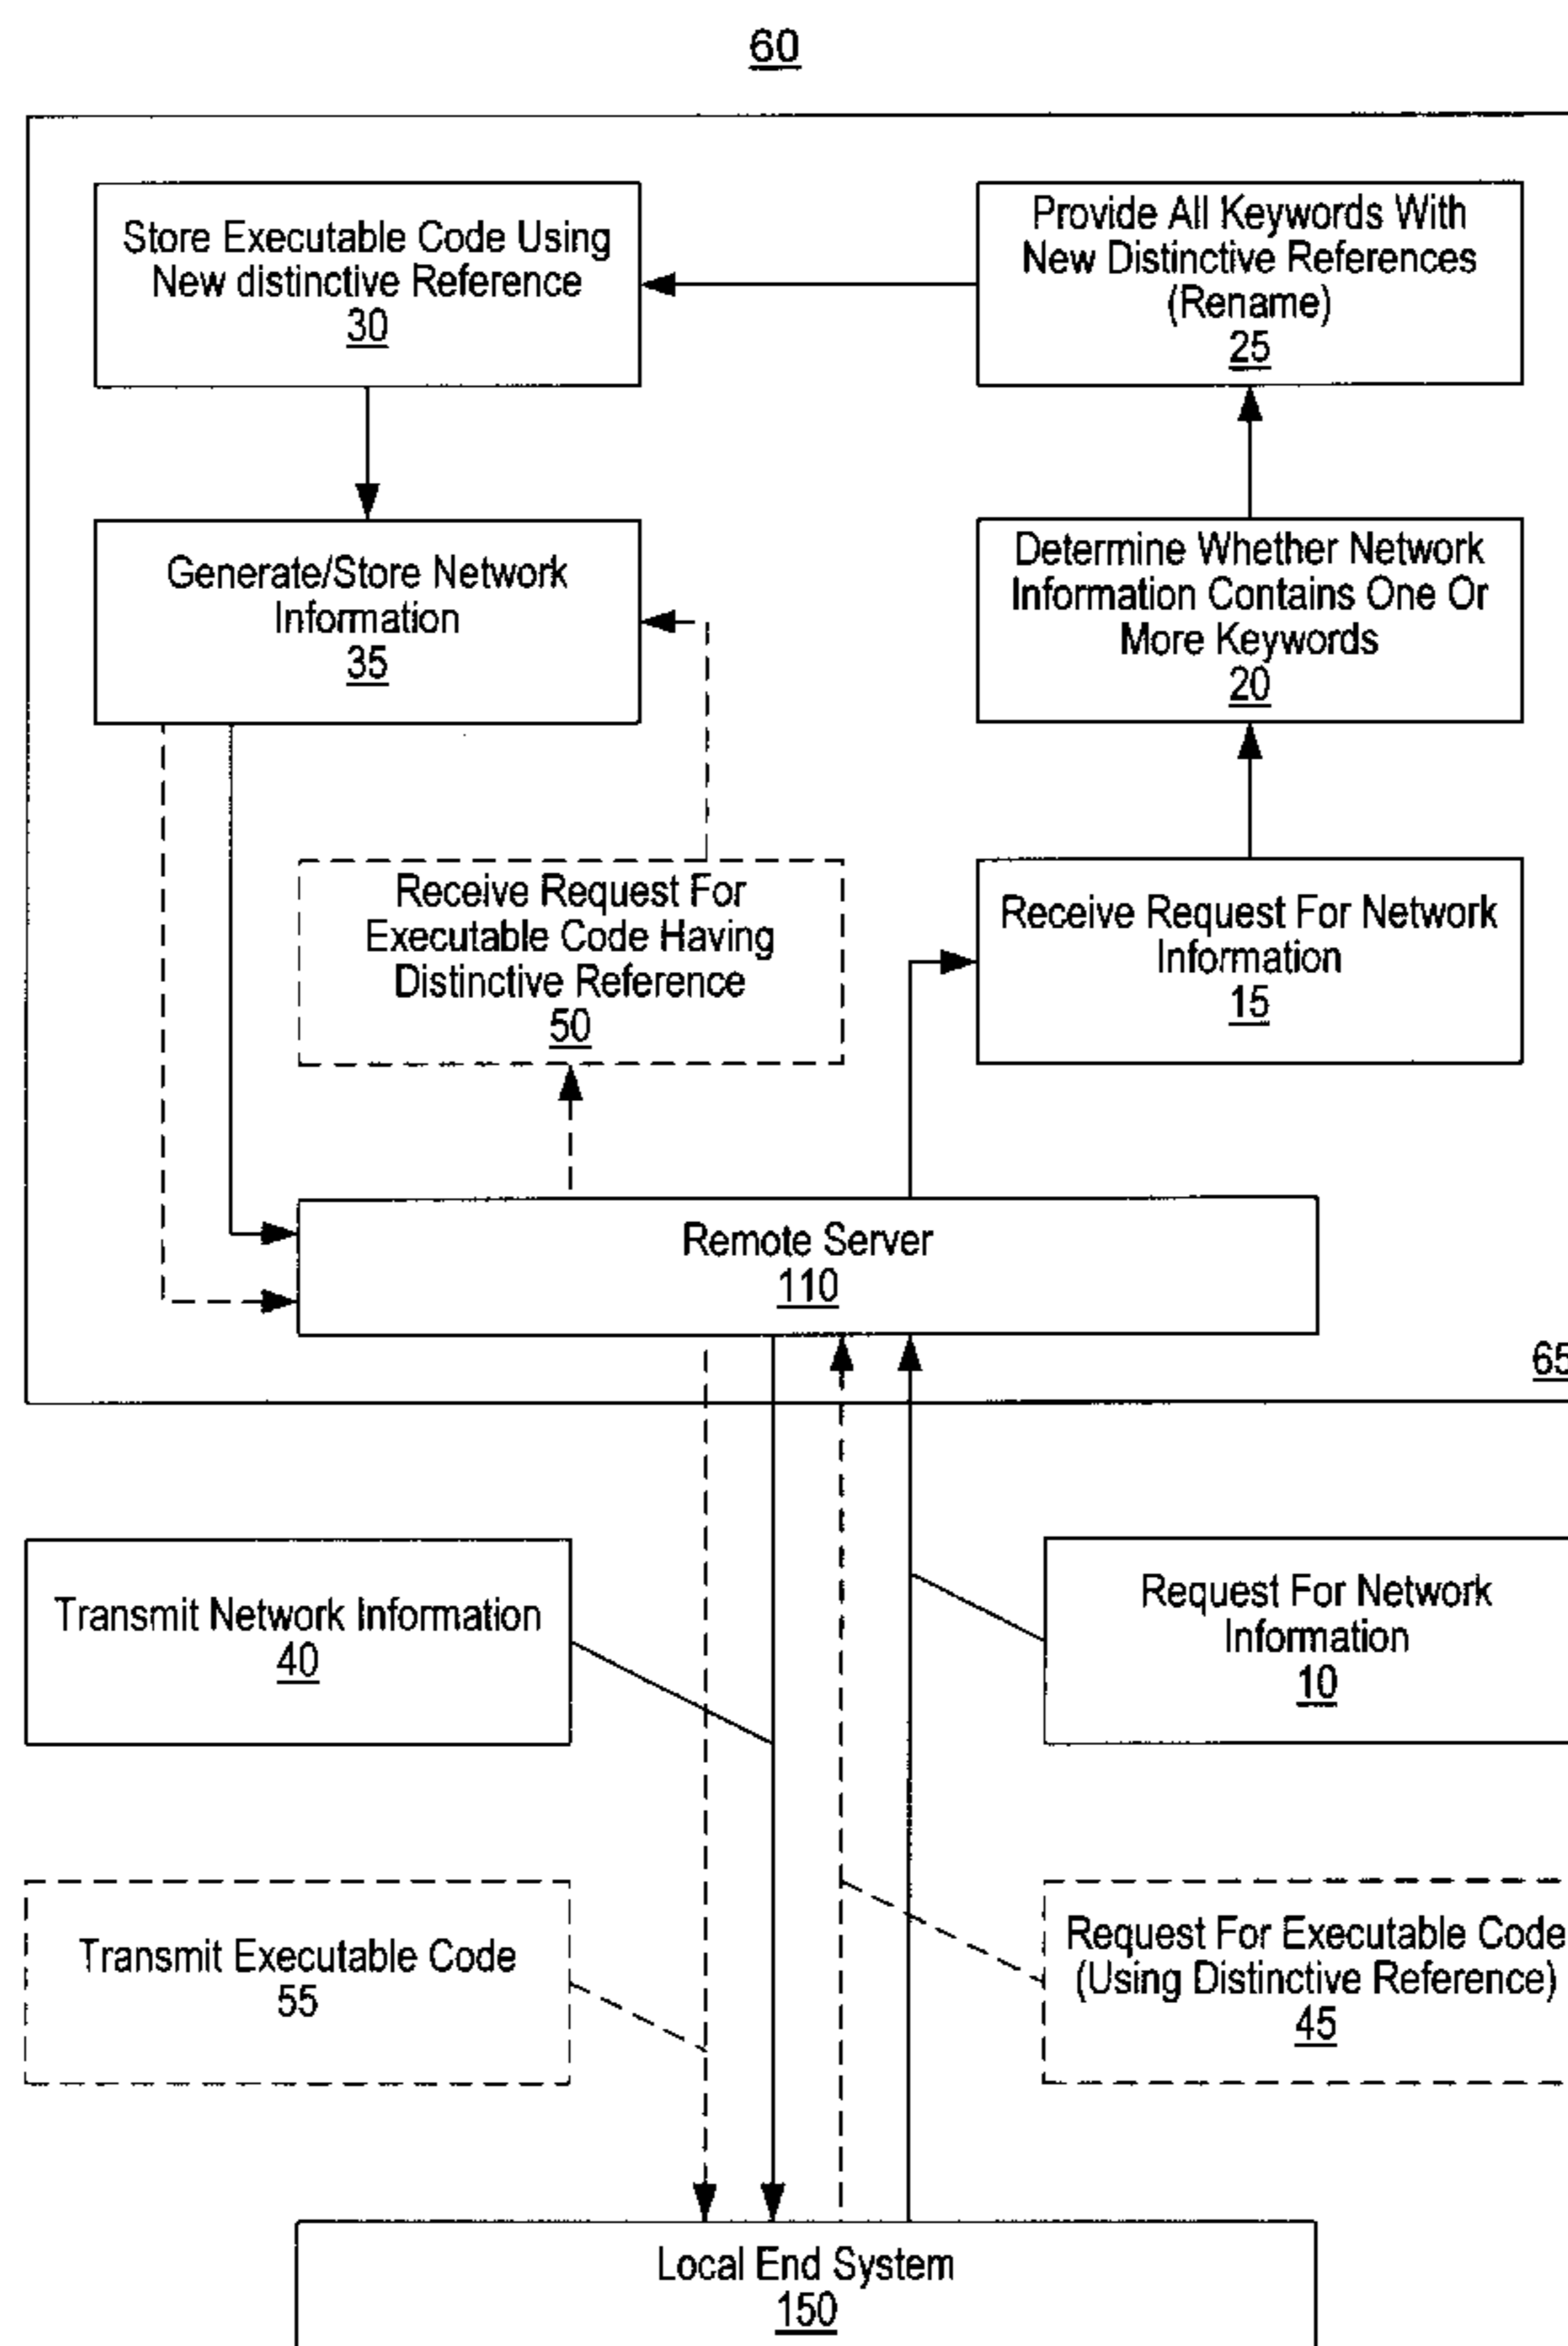 60
Store Executable Code Using
New distinctive Reference
30
Provide All Keywords With
New Distinctive References
(Rename)
25
Generate/Store Network
Information
35
Determine Whether Network
Information Contains One Or
More Keywords
20
Receive Request For
Executable Code Having
Distinctive Reference
50
Receive Request For Network
Information
15
Remote Server
110
65
Transmit Network Information
40
Request For Network
Information
10
Transmit Executable Code
55
Request For Executable Code
(Using Distinctive Reference)
45
Local End System
150